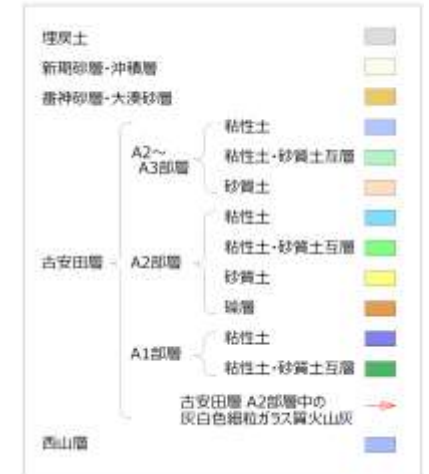 埋戻土
新期砂層・沖積層
番神砂層・大湊砂層
粘性土
A2～
A3部層
粘性土・砂質土互層
砂質土
粘性土
粘性土・砂質土互層
古安田層
A2部層
砂質土
礫層
粘性土
A1部層
粘性土・砂質土互層
古安田層 A2部層中の
灰白色細粒ガラス質火山灰
西山層